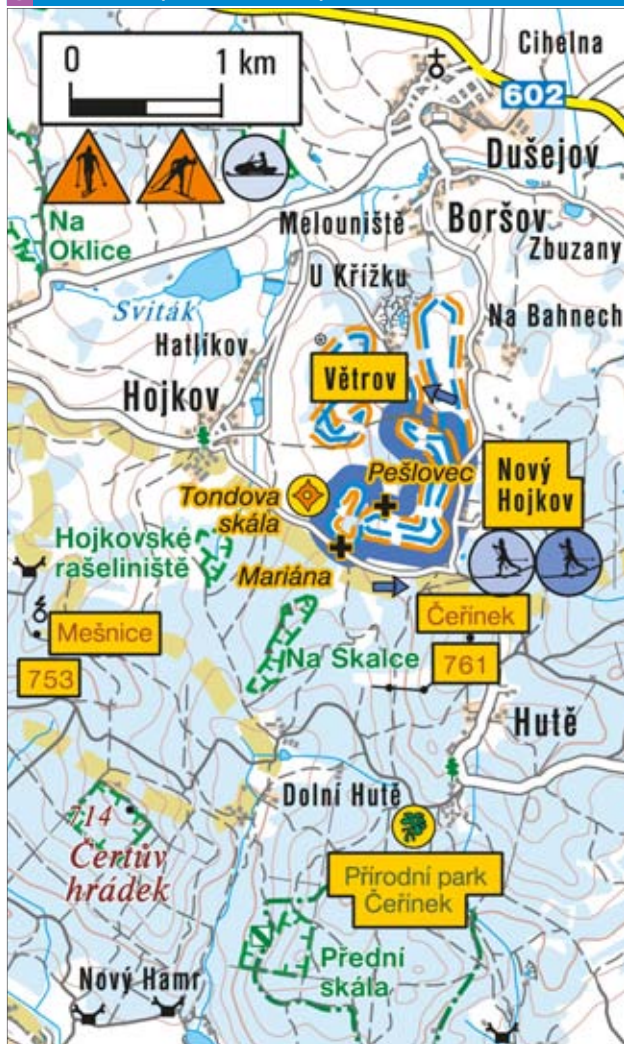 0 1 km
Cihelna
602
Dušejov
Na
Oklice
Melouniště
Boršov
Zbuzany
U Křížku
Sviták
Na Bahnech
Hatlíkov
Větrov
Hojkov
Pešlovec
Nový
Hojkov
Tondova
skála
Hojkovské
rašeliniště
Mariána
Čeřínek
Mešnice
Na Skalce
761
753
Hutě
Dolní Hutě
714
Čertův
hrádek
Přírodní park
Čeřínek
Přední
skála
Nový Hamr